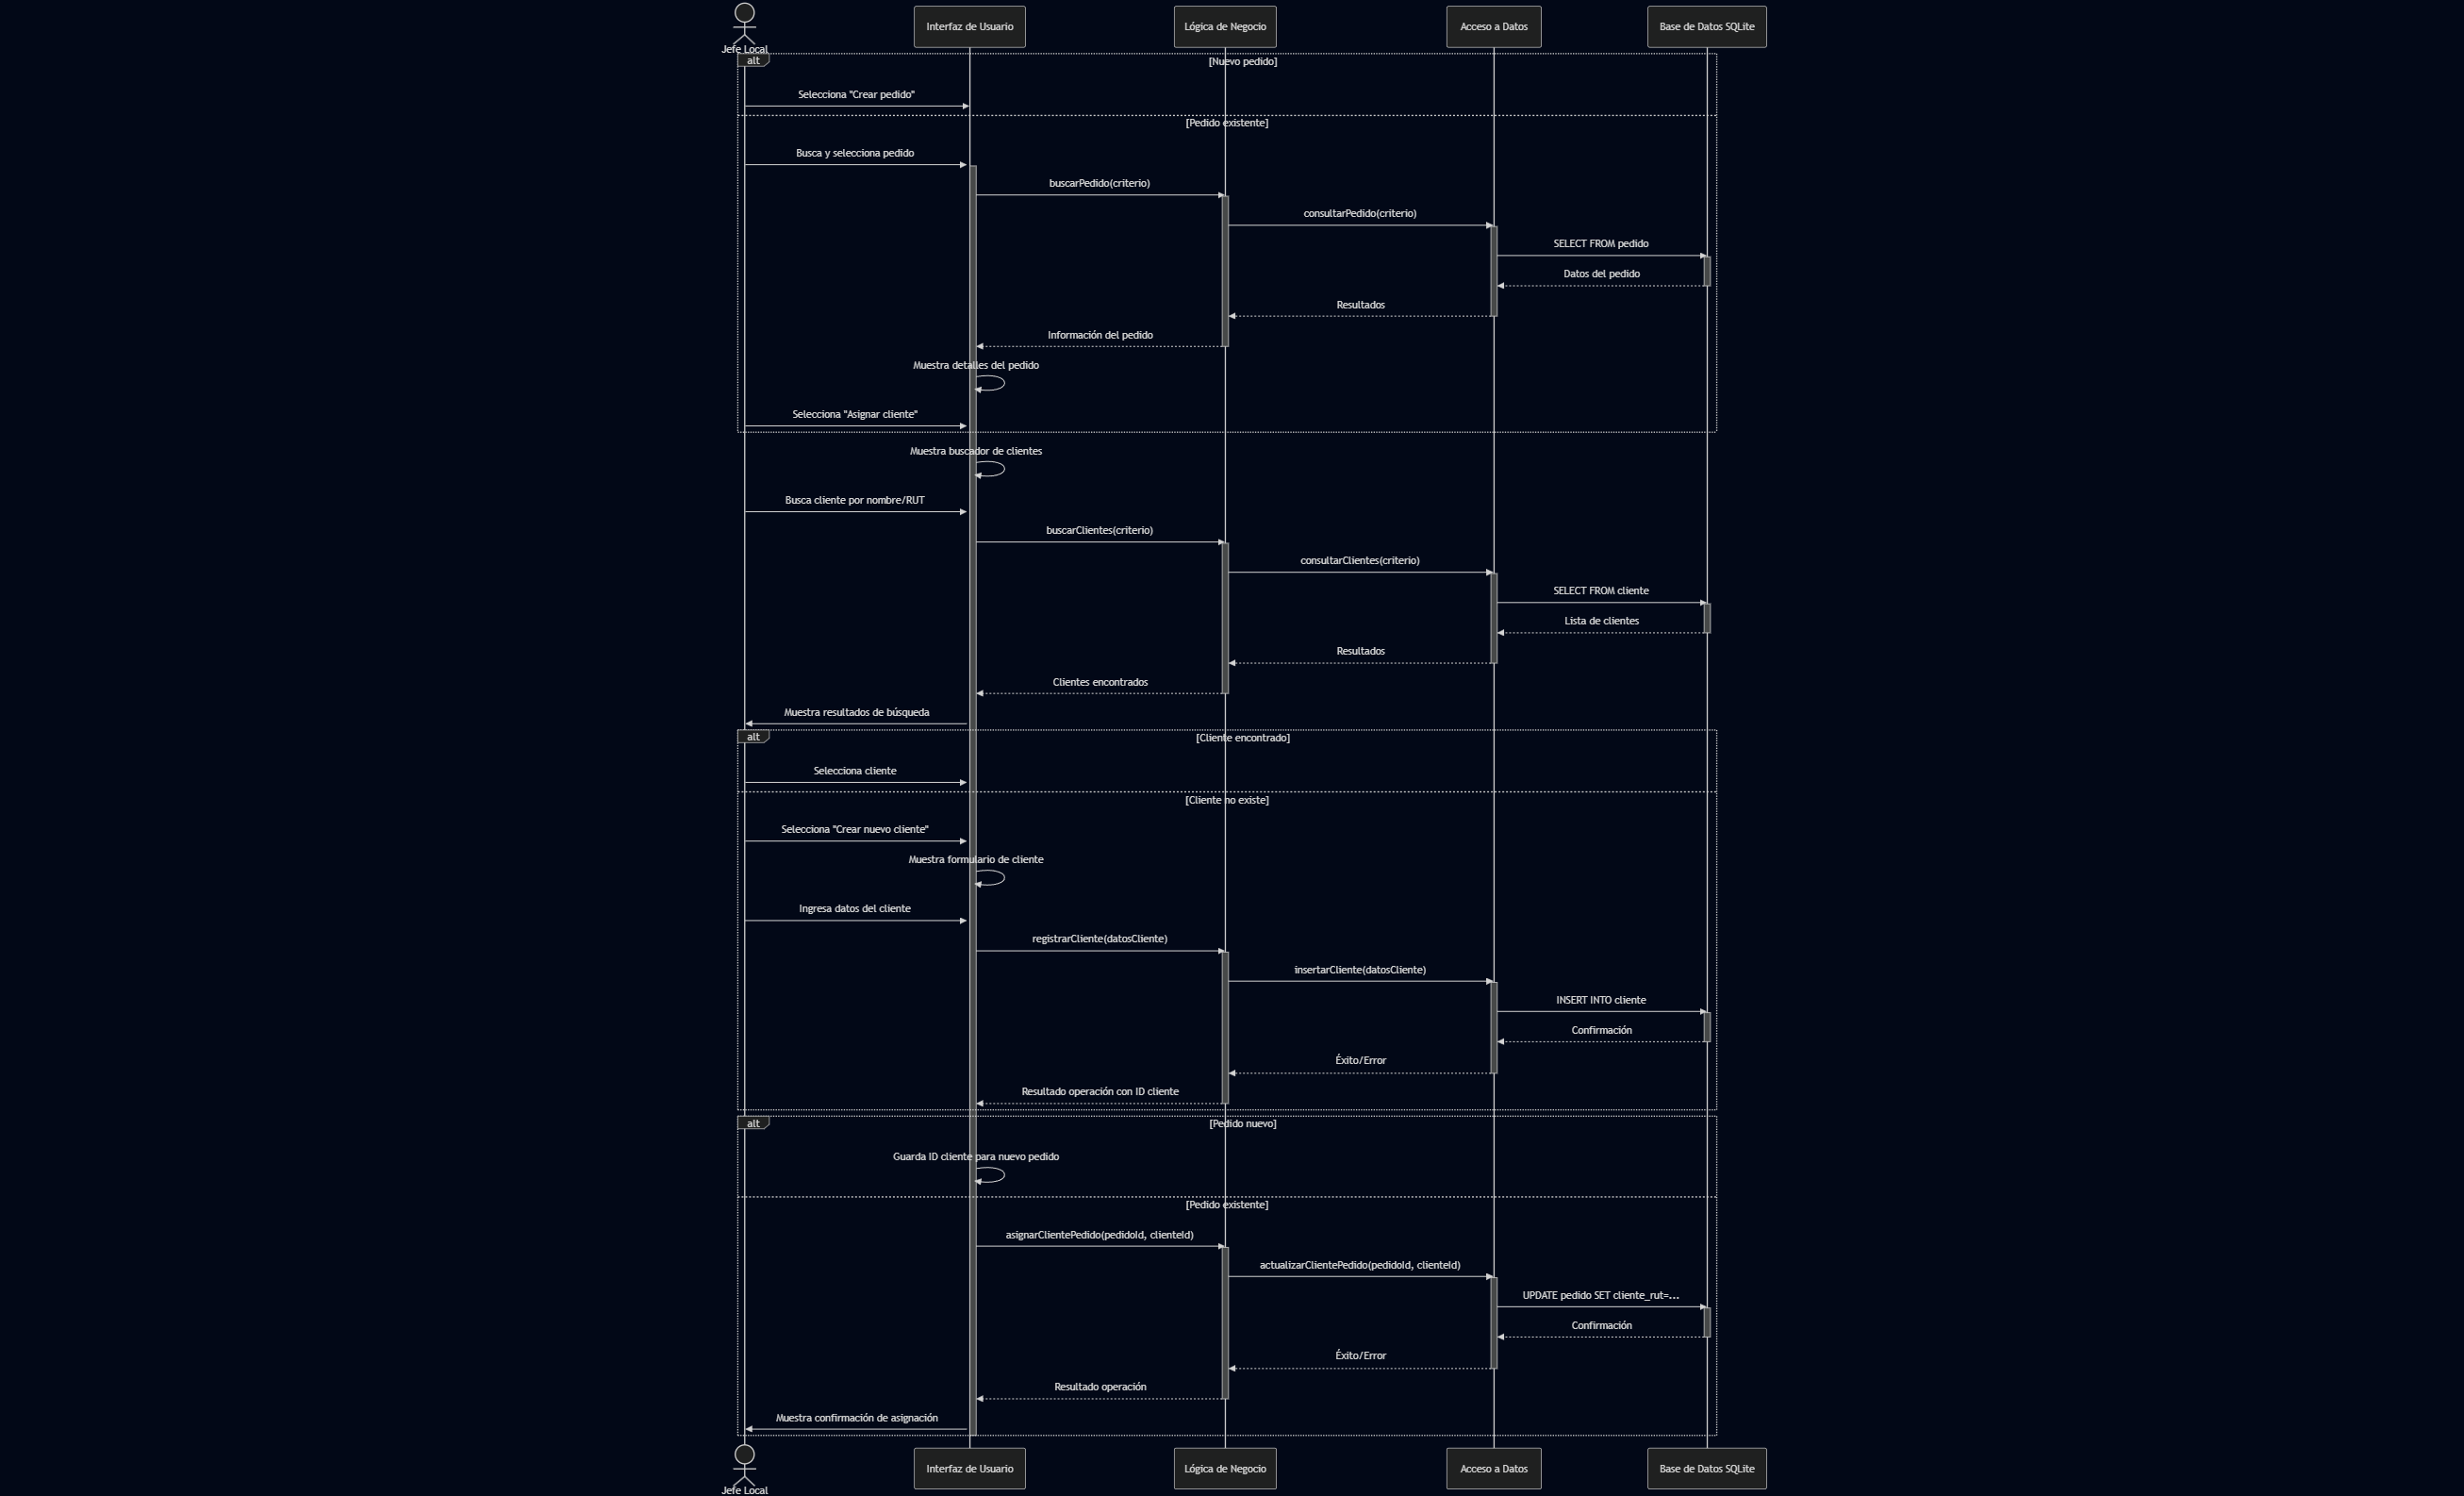 Jefe Local
Interfaz de Usuario
Lógica de Negocio
Acceso a Datos
Base de Datos SQLite
alt
[Nuevo pedido]
Selecciona "Crear pedido"
[Pedido existente]
Busca y selecciona pedido
buscarPedido(criterio)
consultarPedido(criterio)
SELECT FROM pedido
Datos del pedido
Resultados
Información del pedido
Muestra detalles del pedido
Selecciona "Asignar cliente"
Muestra buscador de clientes
Busca cliente por nombre/RUT
buscarClientes(criterio)
consultarClientes(criterio)
SELECT FROM cliente
Lista de clientes
Resultados
Clientes encontrados
Muestra resultados de búsqueda
alt
[Cliente encontrado]
Selecciona cliente
[Cliente no existe]
Selecciona "Crear nuevo cliente"
Muestra formulario de cliente
Ingresa datos del cliente
registrarCliente(datosCliente)
insertarCliente(datosCliente)
INSERT INTO cliente
Confirmación
Éxito/Error
Resultado operación con ID cliente
alt
[Pedido nuevo]
Guarda ID cliente para nuevo pedido
[Pedido existente]
asignarClientePedido(pedidoId, clienteId)
actualizarClientePedido(pedidoId, clienteId)
UPDATE pedido SET cliente_rut=...
Confirmación
Éxito/Error
Resultado operación
Muestra confirmación de asignación
Jefe Local
Interfaz de Usuario
Lógica de Negocio
Acceso a Datos
Base de Datos SQLite